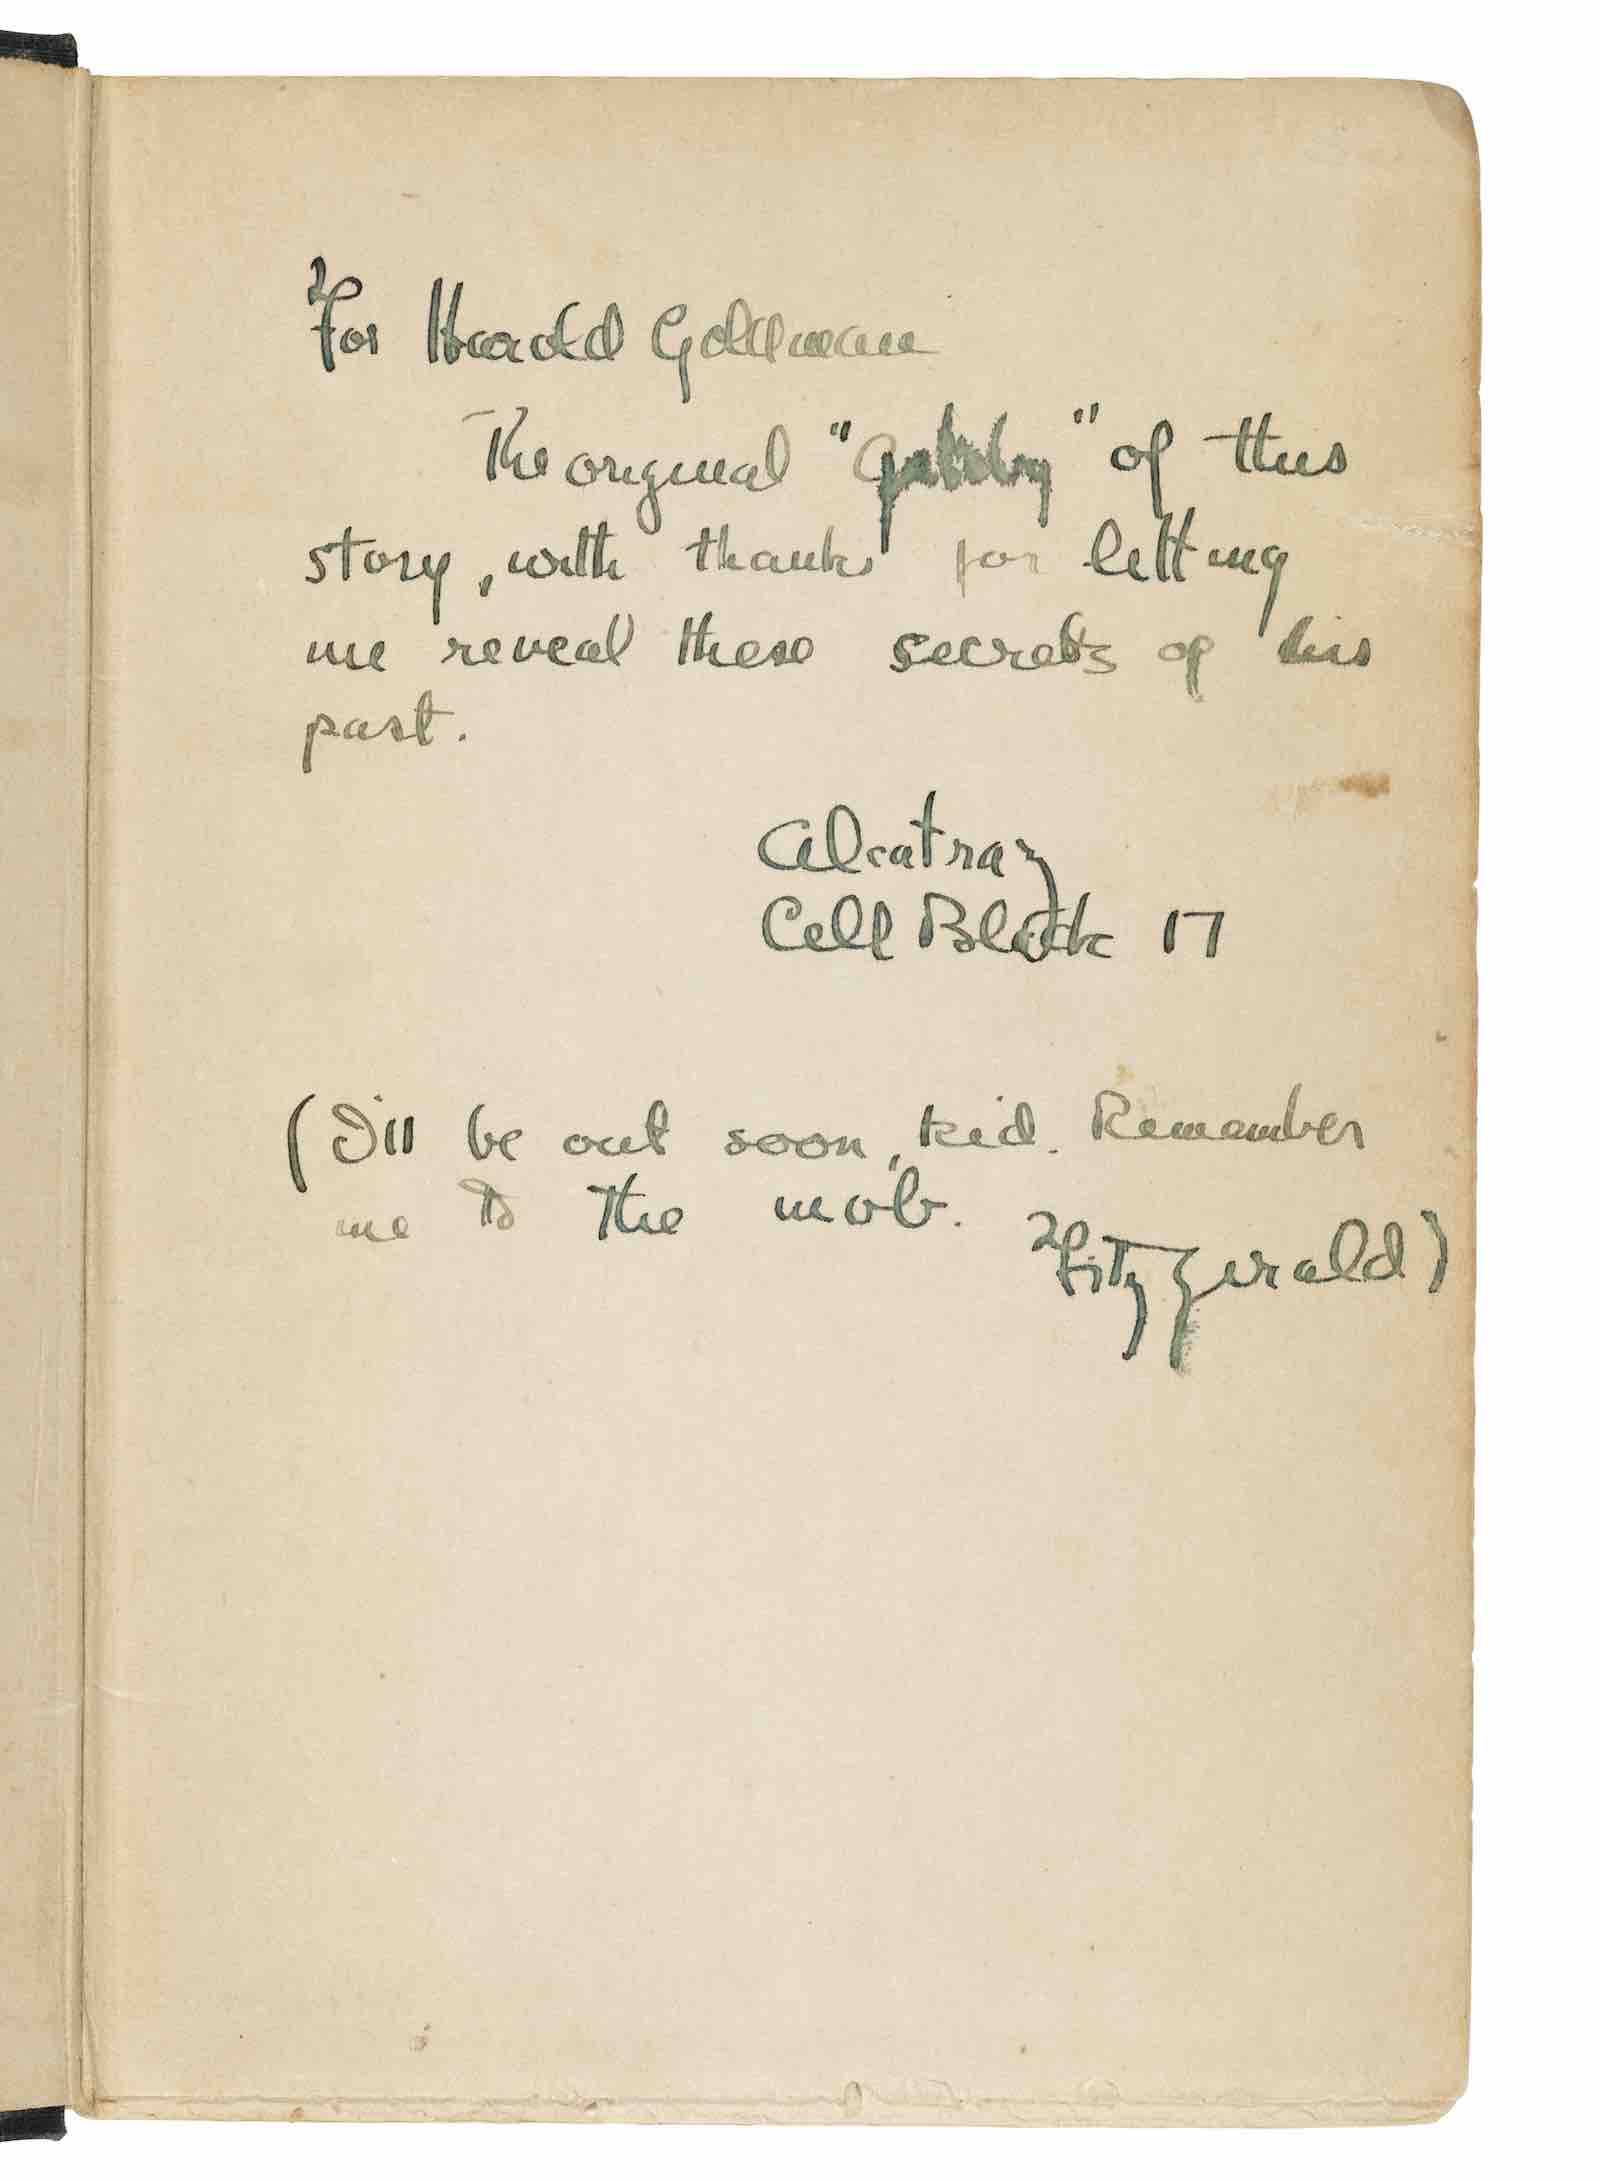 For Harold Goldman
The original "Gatsby" of this
story, with thanks for letting
me reveal these secrets of his
past.
Alcatraz
Cell Block 17
(I'll be out soon, kid. Remember
me to the mob.
Fitzgerald)